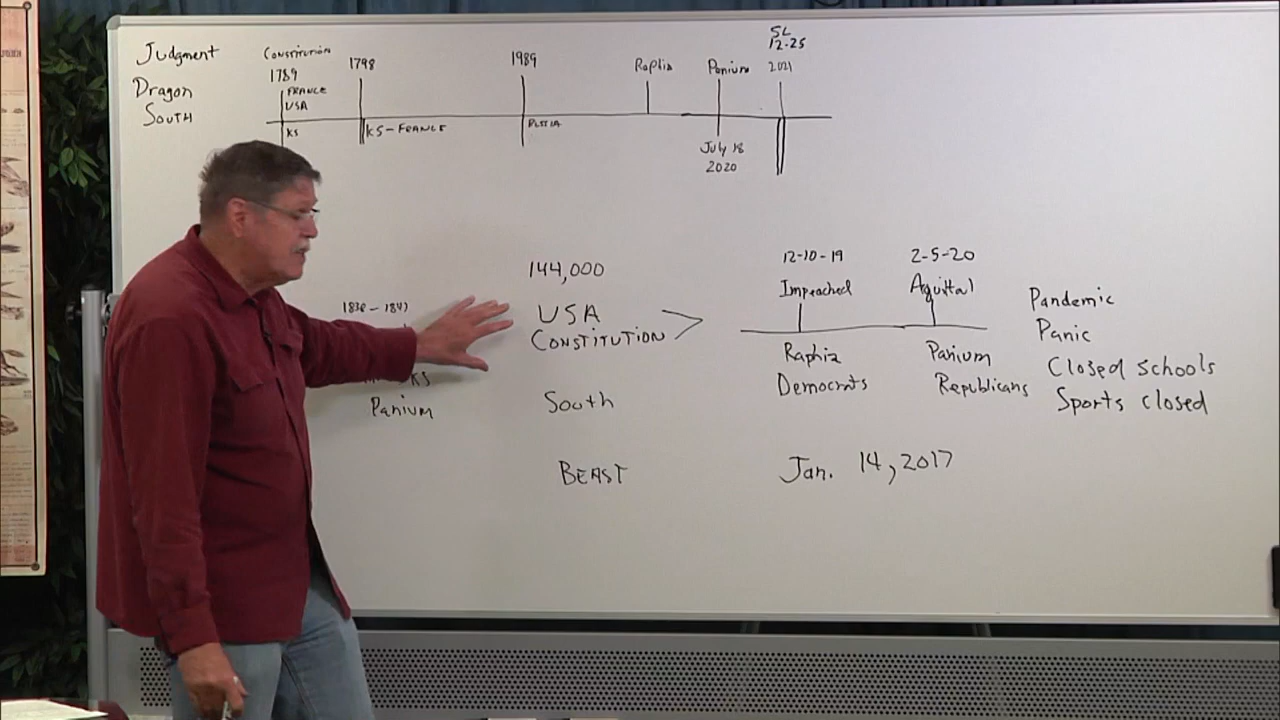 Judgment
Dragon
South
Constitution
1789
FRANCE
USA
KS
1798
KS-FRANCE
1989
RUSSIA
Raphia
Panium
July 18
2020
SL
12-25
2021
KS
Panium
144,000
USA
CONSTITUTION >
South
BEAST
12-10-19
Impeached
Raphia
Democrats
2-5-20
Aquittal
Panium
Republicans
Jan. 14, 2017
Pandemic
Panic
Closed schools
Sports closed